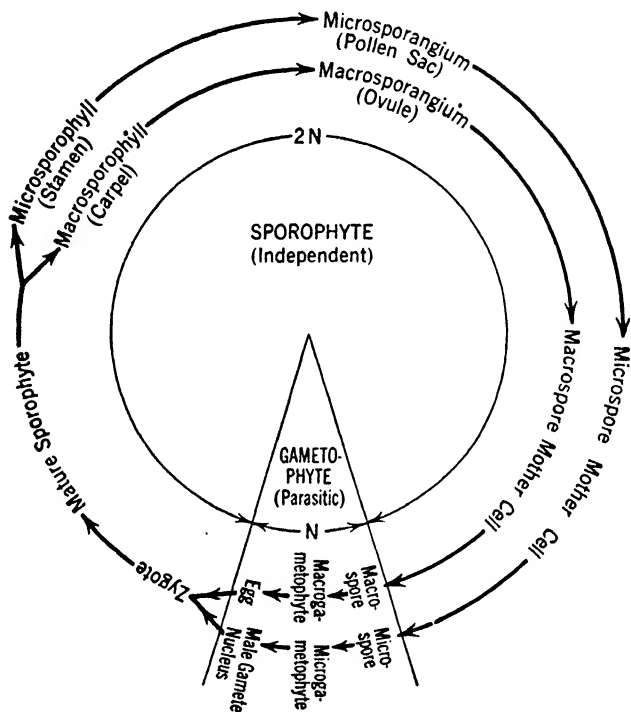 Microsporangium
(Pollen Sac)
Macrosporangium
(Ovule)
Microsporophyll
(Stamen)
Macrosporophyll
(Carpel)
2N
SPOROPHYTE
(Independent)
Macrospore Mother Cell
Microspore Mother Cell
Mature Sporophyte
GAMETO-
PHYTE
(Parasitic)
N
Zygote
Egg
Macroga-
metophyte
Macro-
spore
Male Gamete
Nucleus
Microga-
metophyte
Micro-
spore